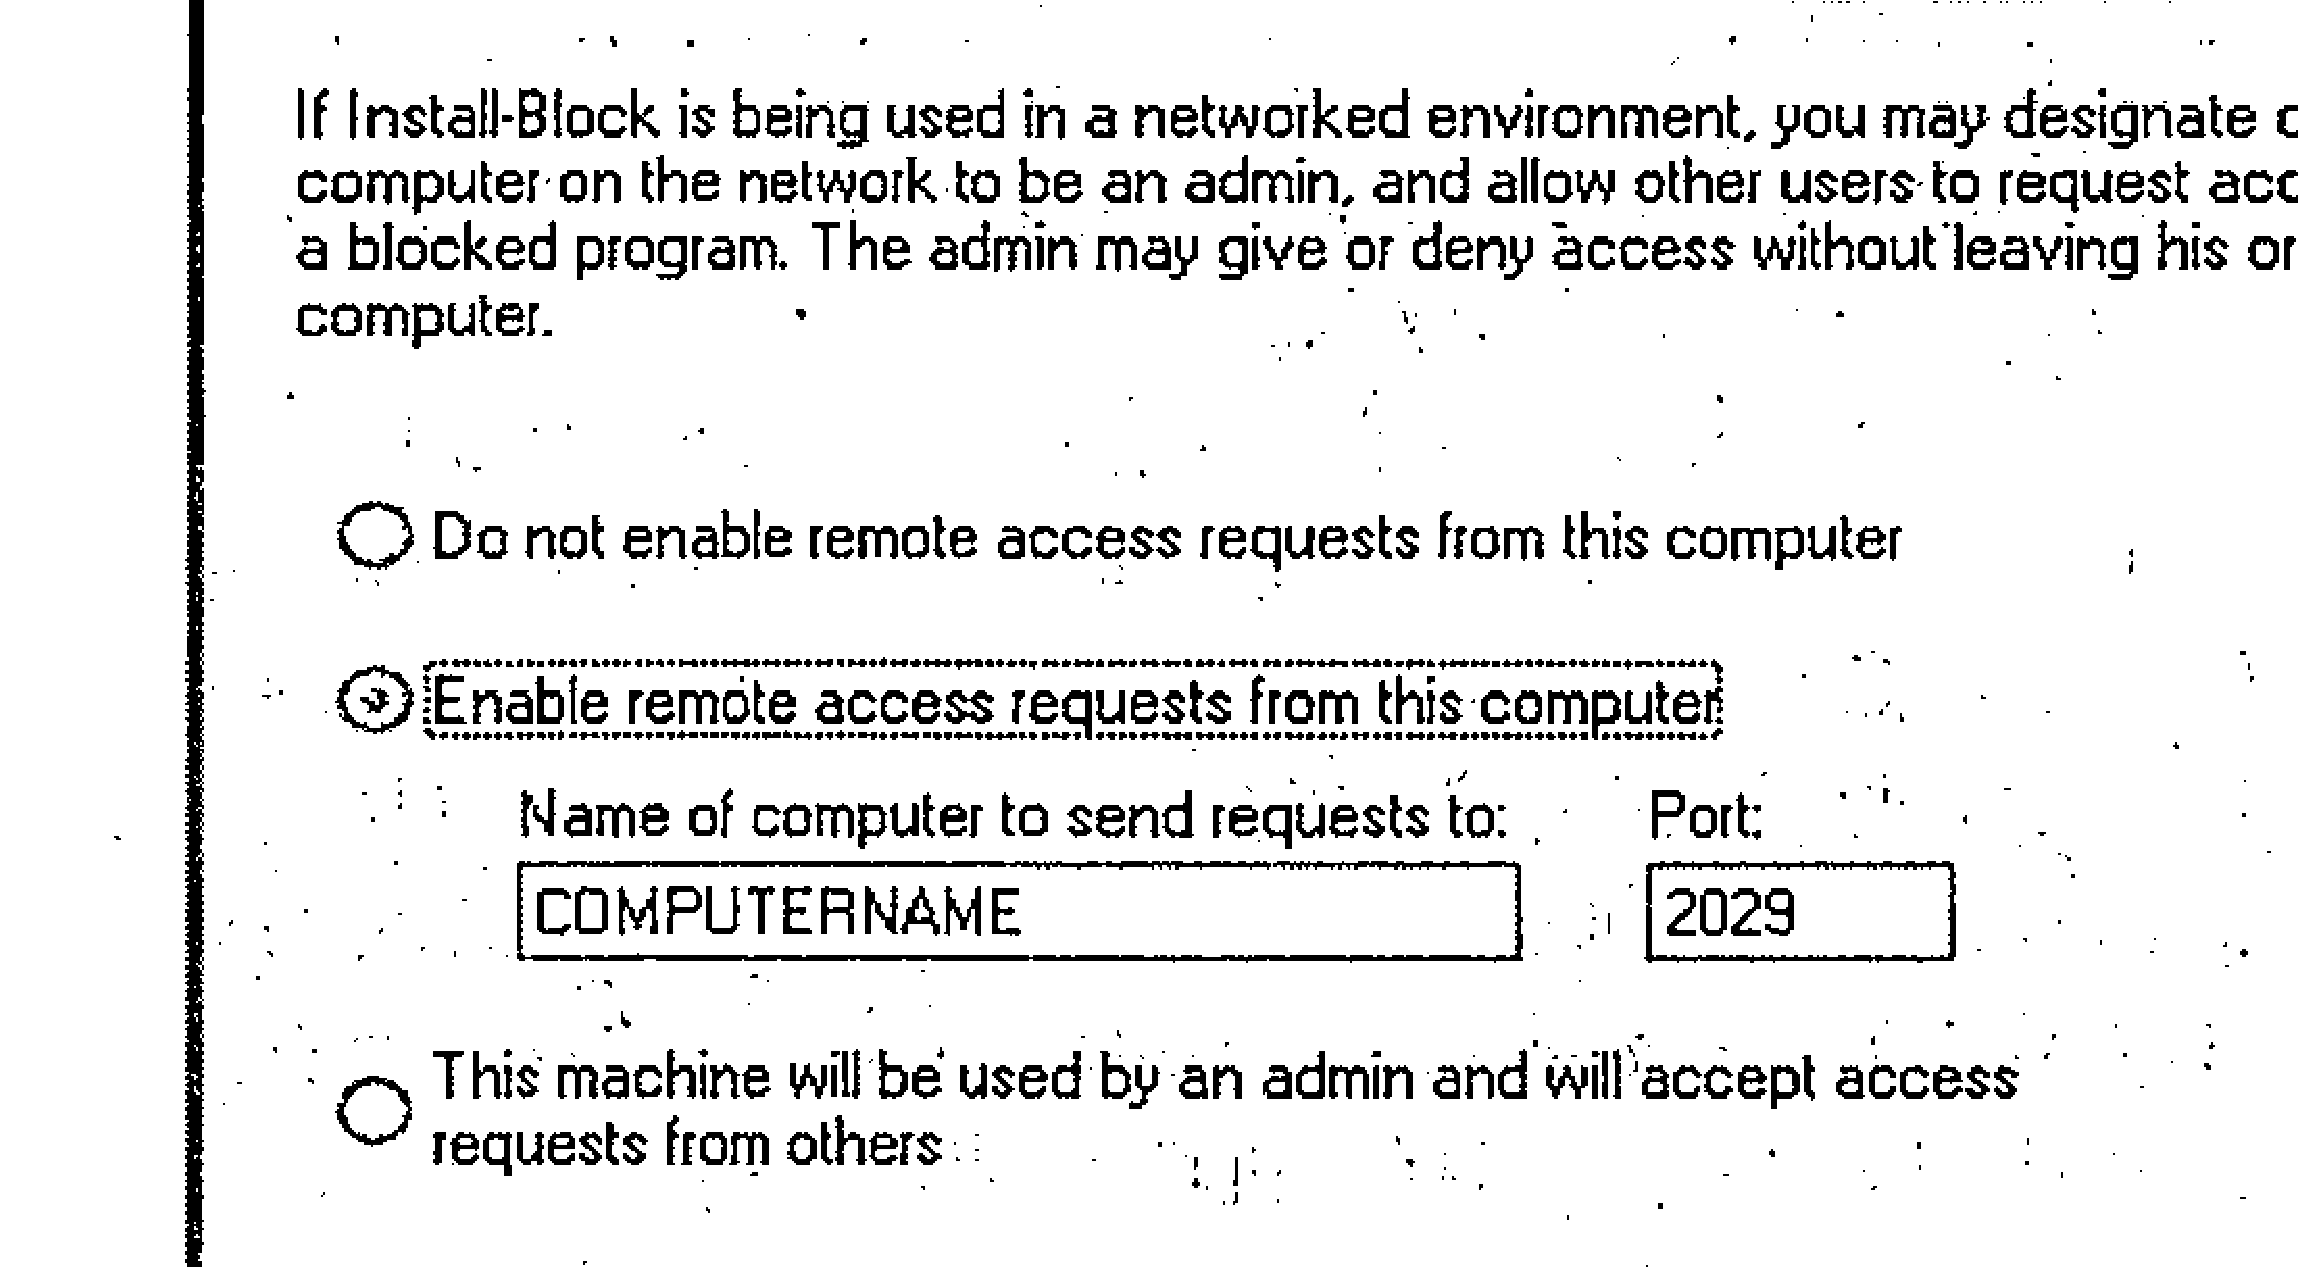 If Install-Block is being used in a networked environment, you may designate
computer on the network to be an admin, and allow other users to request
a blocked program. The admin may give or deny access without leaving his or
computer.
Do not enable remote access requests from this computer
Enable remote access requests from this computer
Name of computer to send requests to: Port:
COMPUTERNAME 2029
This machine will be used by an admin and will accept access
requests from others